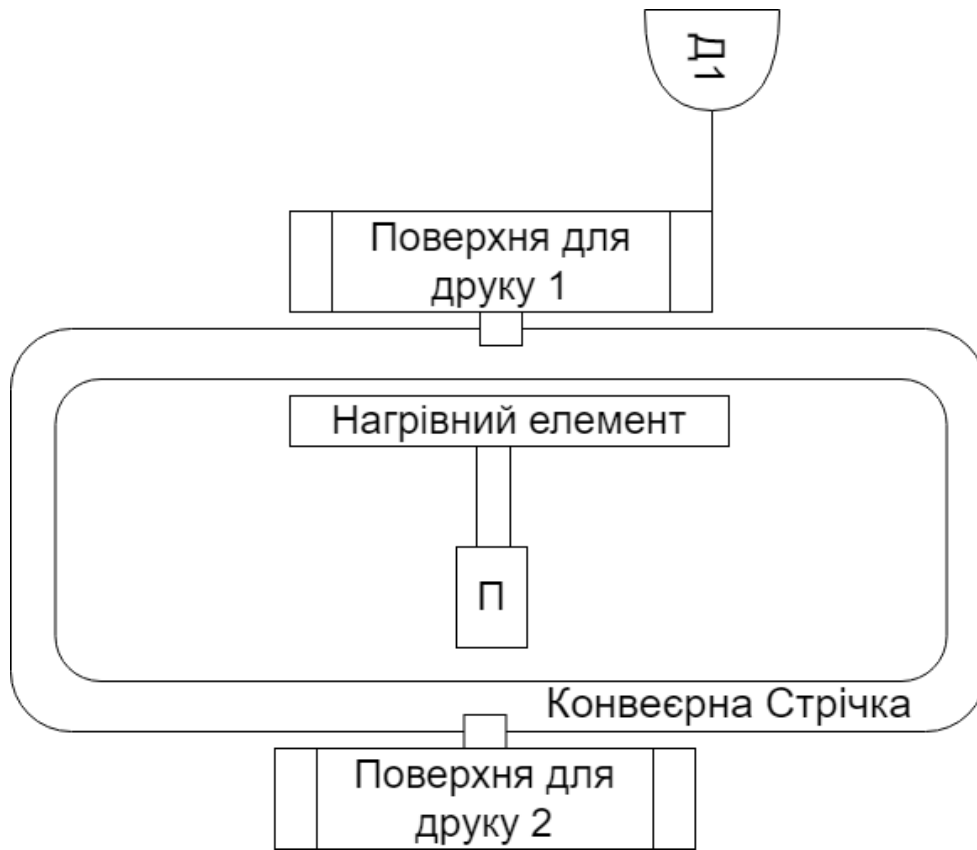 Д1
Поверхня для
друку 1
Нагрівний елемент
П
Конвеєрна Стрічка
Поверхня для
друку 2